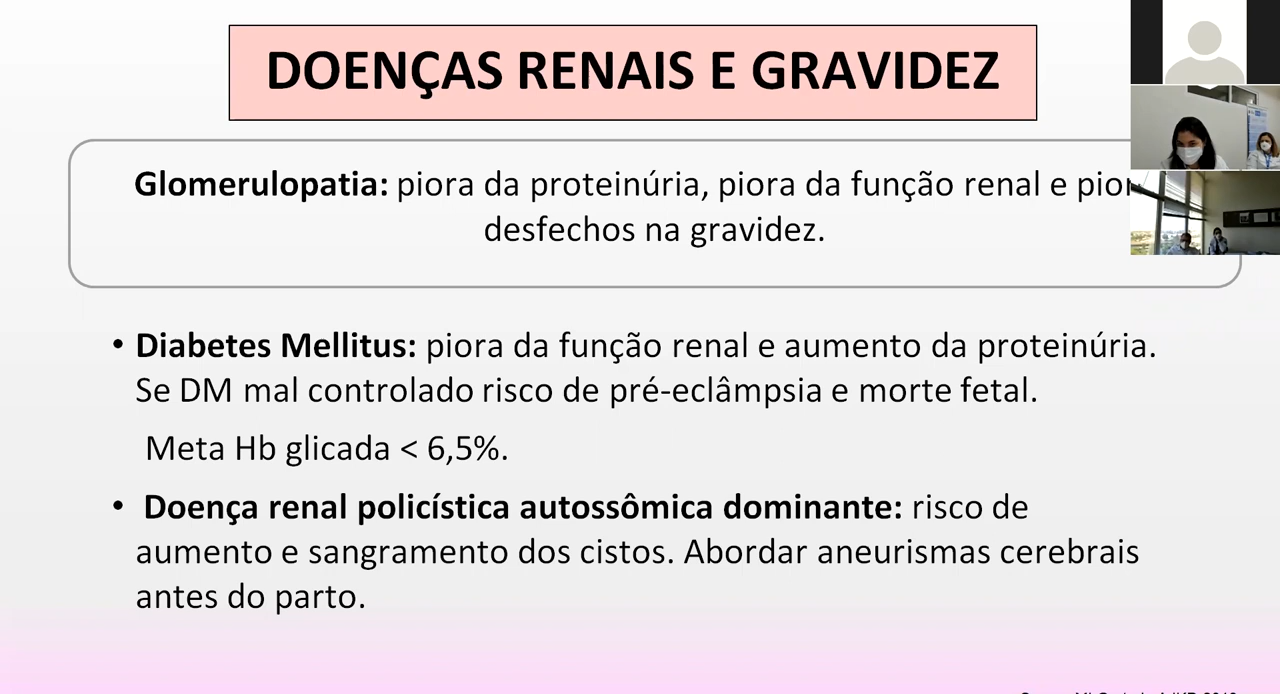 DOENÇAS RENAIS E GRAVIDEZ
Glomerulopatia: piora da proteinúria, piora da função renal e
desfechos na gravidez.
• Diabetes Mellitus: piora da função renal e aumento da proteinúria.
Se DM mal controlado risco de pré-eclâmpsia e morte fetal.
Meta Hb glicada < 6,5%.
• Doença renal policística autossômica dominante: risco de
aumento e sangramento dos cistos. Abordar aneurismas cerebrais
antes do parto.